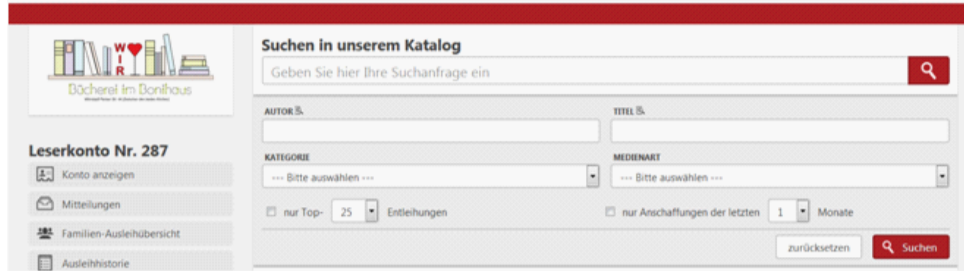 WIR
Bücherei im Bonihaus
Leserkonto Nr. 287
Konto anzeigen
Mitteilungen
Familien-Ausleihübersicht
Ausleihhistorie
Suchen in unserem Katalog
Geben Sie hier Ihre Suchanfrage ein
AUTOR
TITEL
KATEGORIE
MEDIENART
--- Bitte auswählen ---
--- Bitte auswählen ---
nur Top- 25 Entleihungen
nur Anschaffungen der letzten 1 Monate
zurücksetzen
Suchen